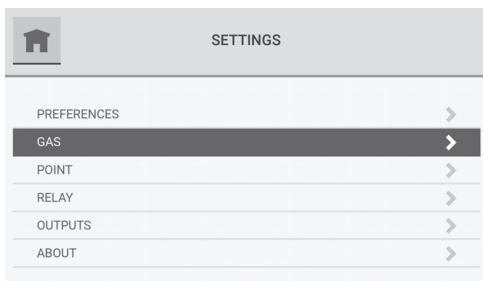 SETTINGS
PREFERENCES
GAS
POINT
RELAY
OUTPUTS
ABOUT